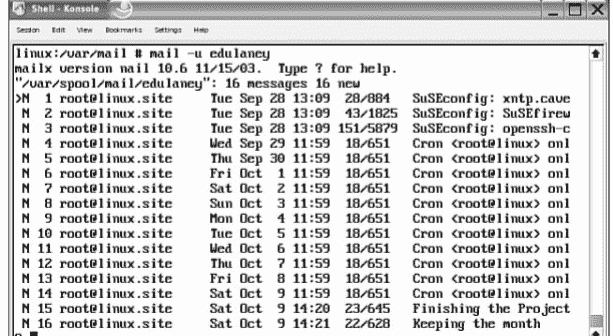 Shell - Konsole
Session Edit View Bookmarks Settings Help
linux:/var/mail # mail -u edulaney
mailx version nail 10.6 11/15/03.  Type ? for help.
"/var/spool/mail/edulaney": 16 messages 16 new
>N  1 root@linux.site    Tue Sep 28 13:09  28/884   SuSEconfig: xntp.cave
 N  2 root@linux.site    Tue Sep 28 13:09  43/1825  SuSEconfig: SuSEfirew
 N  3 root@linux.site    Tue Sep 28 13:09 151/5879  SuSEconfig: openssh-c
 N  4 root@linux.site    Wed Sep 29 11:59  18/651   Cron <root@linux> onl
 N  5 root@linux.site    Thu Sep 30 11:59  18/651   Cron <root@linux> onl
 N  6 root@linux.site    Fri Oct  1 11:59  18/651   Cron <root@linux> onl
 N  7 root@linux.site    Sat Oct  2 11:59  18/651   Cron <root@linux> onl
 N  8 root@linux.site    Sun Oct  3 11:59  18/651   Cron <root@linux> onl
 N  9 root@linux.site    Mon Oct  4 11:59  18/651   Cron <root@linux> onl
 N 10 root@linux.site    Tue Oct  5 11:59  18/651   Cron <root@linux> onl
 N 11 root@linux.site    Wed Oct  6 11:59  18/651   Cron <root@linux> onl
 N 12 root@linux.site    Thu Oct  7 11:59  18/651   Cron <root@linux> onl
 N 13 root@linux.site    Fri Oct  8 11:59  18/651   Cron <root@linux> onl
 N 14 root@linux.site    Sat Oct  9 11:59  18/651   Cron <root@linux> onl
 N 15 root@linux.site    Sat Oct  9 14:20  23/645   Finishing the Project
 N 16 root@linux.site    Sat Oct  9 14:21  22/628   Keeping the month